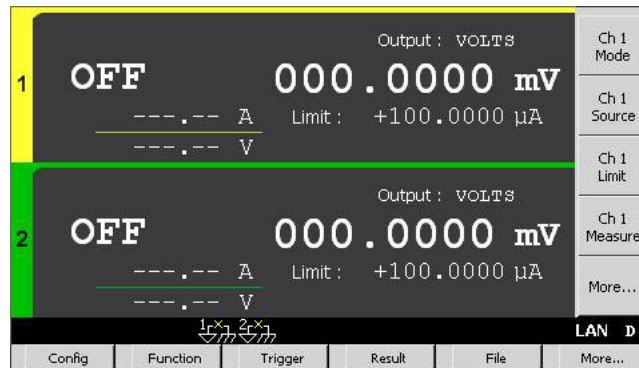 1
Output : VOLTS
OFF 000.0000 mV
---.-- A Limit : +100.0000 µA
---.-- V
2
Output : VOLTS
OFF 000.0000 mV
---.-- A Limit : +100.0000 µA
---.-- V
1 2
LAN D
Ch 1
Mode
Ch 1
Source
Ch 1
Limit
Ch 1
Measure
More...
Config Function Trigger Result File More...